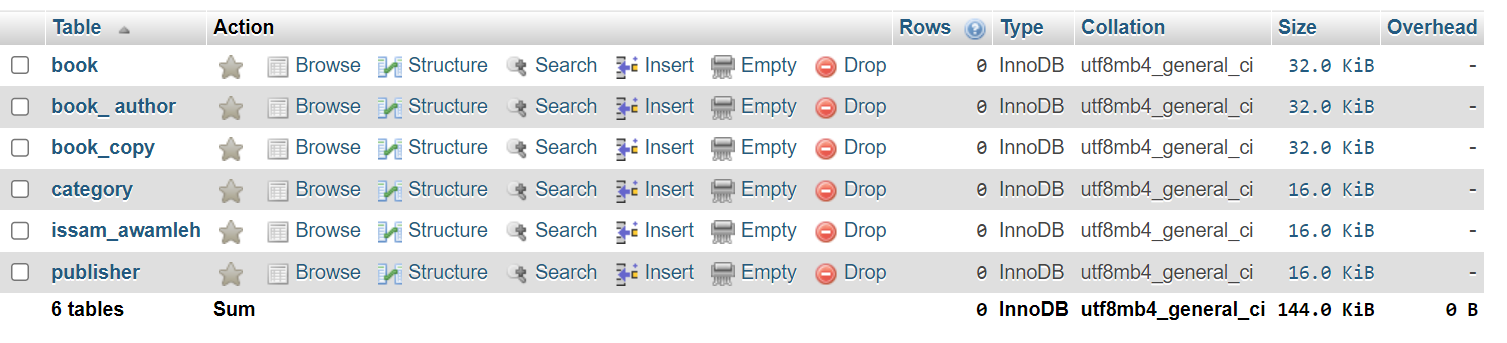 Table Action Rows Type Collation Size Overhead
book Browse Structure Search Insert Empty Drop 0 InnoDB utf8mb4_general_ci 32.0 KiB -
book_ author Browse Structure Search Insert Empty Drop 0 InnoDB utf8mb4_general_ci 32.0 KiB -
book_copy Browse Structure Search Insert Empty Drop 0 InnoDB utf8mb4_general_ci 32.0 KiB -
category Browse Structure Search Insert Empty Drop 0 InnoDB utf8mb4_general_ci 16.0 KiB -
issam_awamleh Browse Structure Search Insert Empty Drop 0 InnoDB utf8mb4_general_ci 16.0 KiB -
publisher Browse Structure Search Insert Empty Drop 0 InnoDB utf8mb4_general_ci 16.0 KiB -
6 tables Sum 0 InnoDB utf8mb4_general_ci 144.0 KiB 0 B